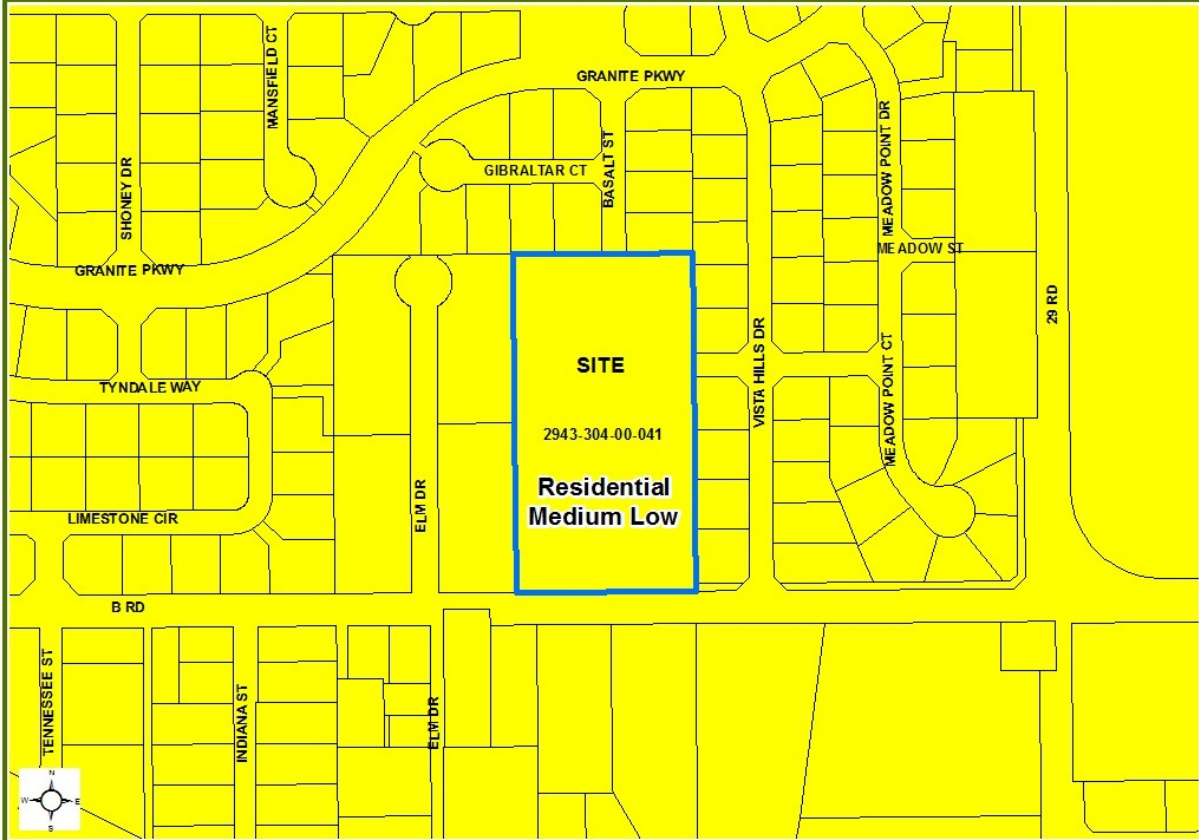 MANSFIELD CT
GRANITE PKWY
MEADOW POINT DR
SHONEY DR
BASALT ST
GIBRALTAR CT
MEADOW ST
GRANITE PKWY
29 RD
SITE
VISTA HILLS DR
TYNDALE WAY
MEADOW POINT CT
2943-304-00-041
Residential
Medium Low
ELM DR
LIMESTONE CIR
B RD
TENNESSEE ST
INDIANA ST
ELM DR
N
W
E
S